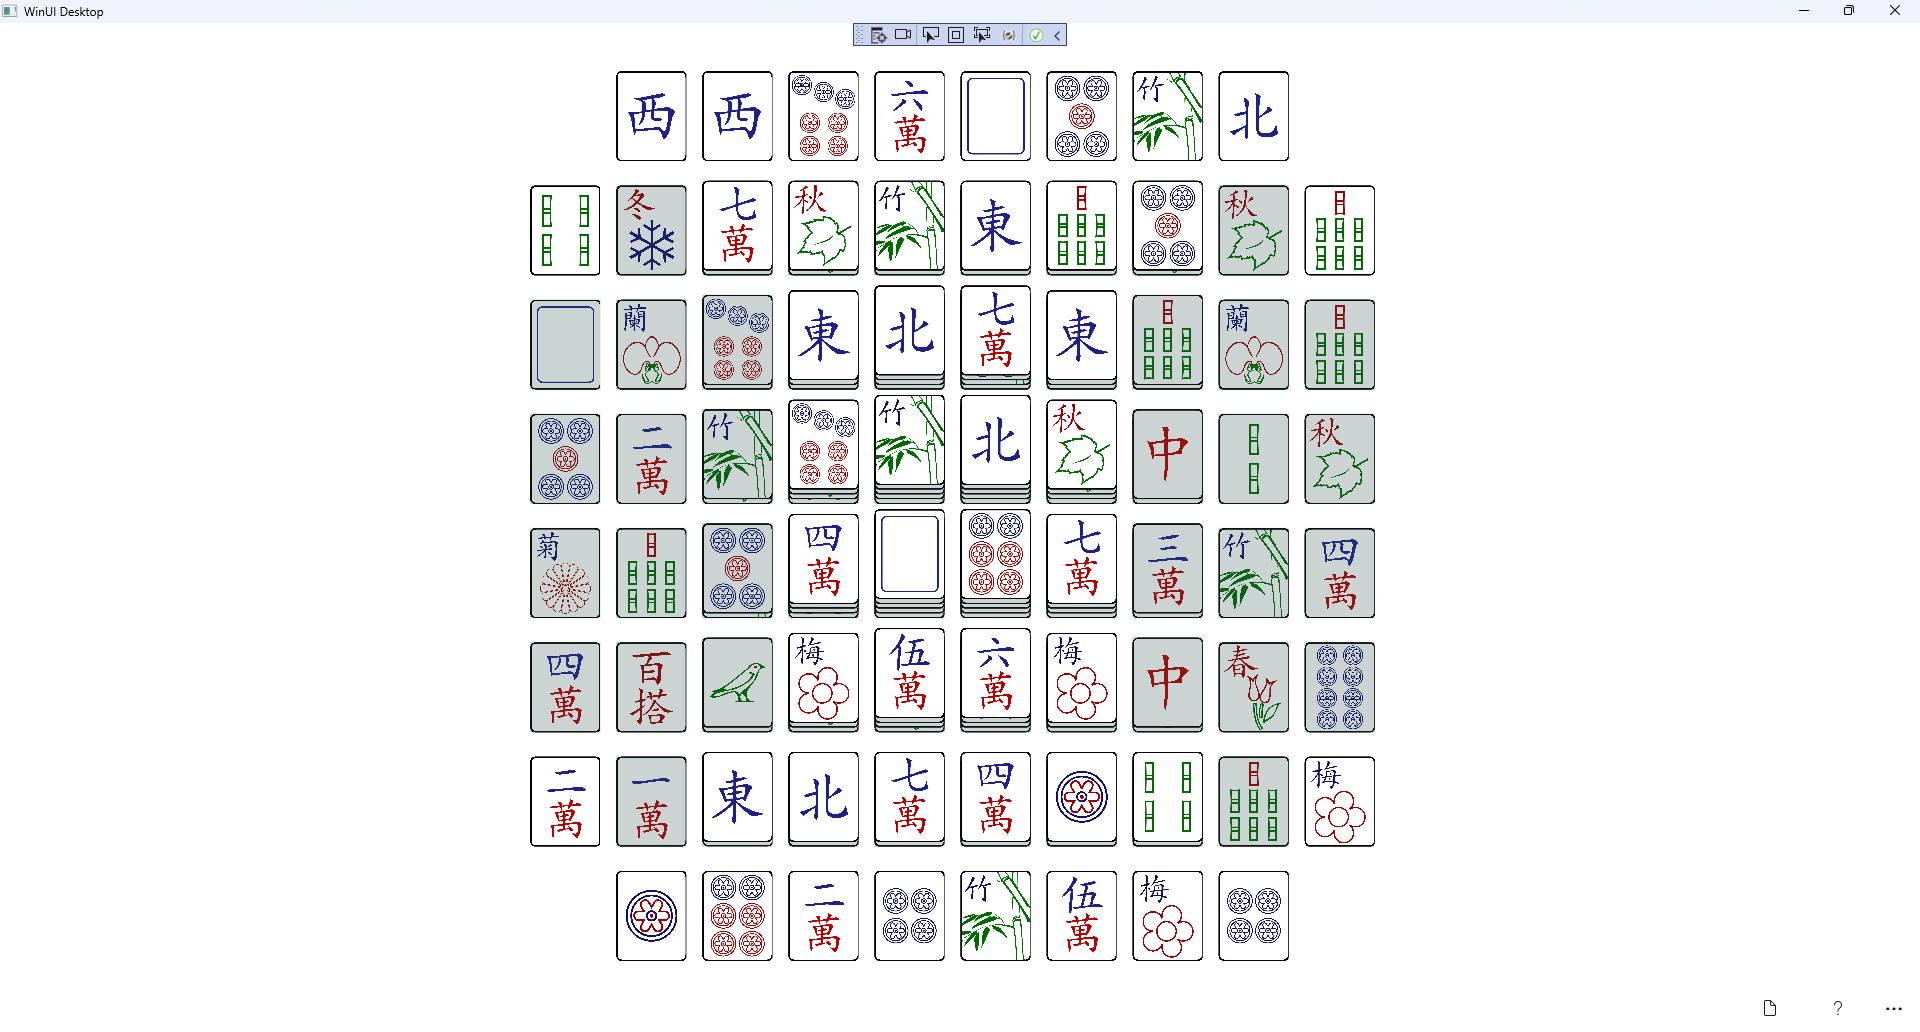 WinUI Desktop
西 西 六萬 竹 北
冬 七萬 秋 竹 東 秋
蘭 東 北 七萬 東 蘭
二萬 竹 竹 北 秋 中 秋
菊 四萬 七萬 三萬 竹 四萬
四萬 百搭 梅 伍萬 六萬 梅 中 春
二萬 一萬 東 北 七萬 四萬 梅
二萬 竹 伍萬 梅
?